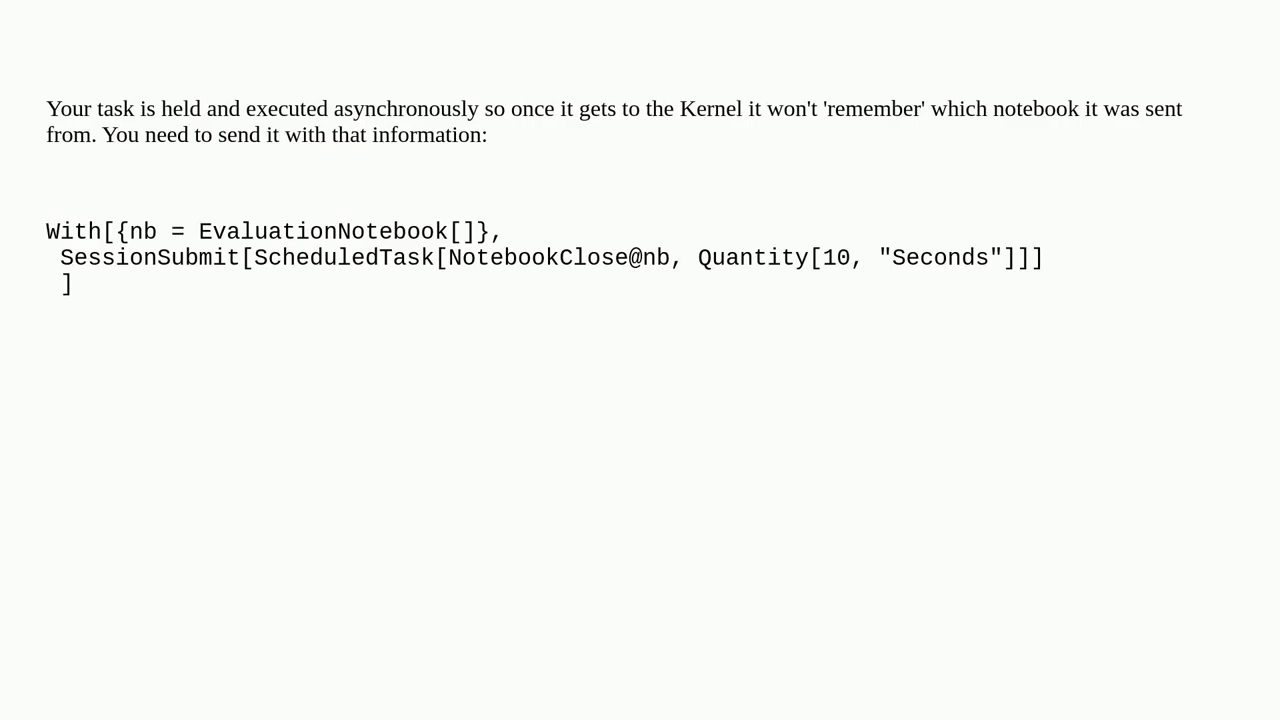 Your task is held and executed asynchronously so once it gets to the Kernel it won't 'remember' which notebook it was sent
from. You need to send it with that information:
With[{nb = EvaluationNotebook[]},
 SessionSubmit[ScheduledTask[NotebookClose@nb, Quantity[10, "Seconds"]]]
 ]